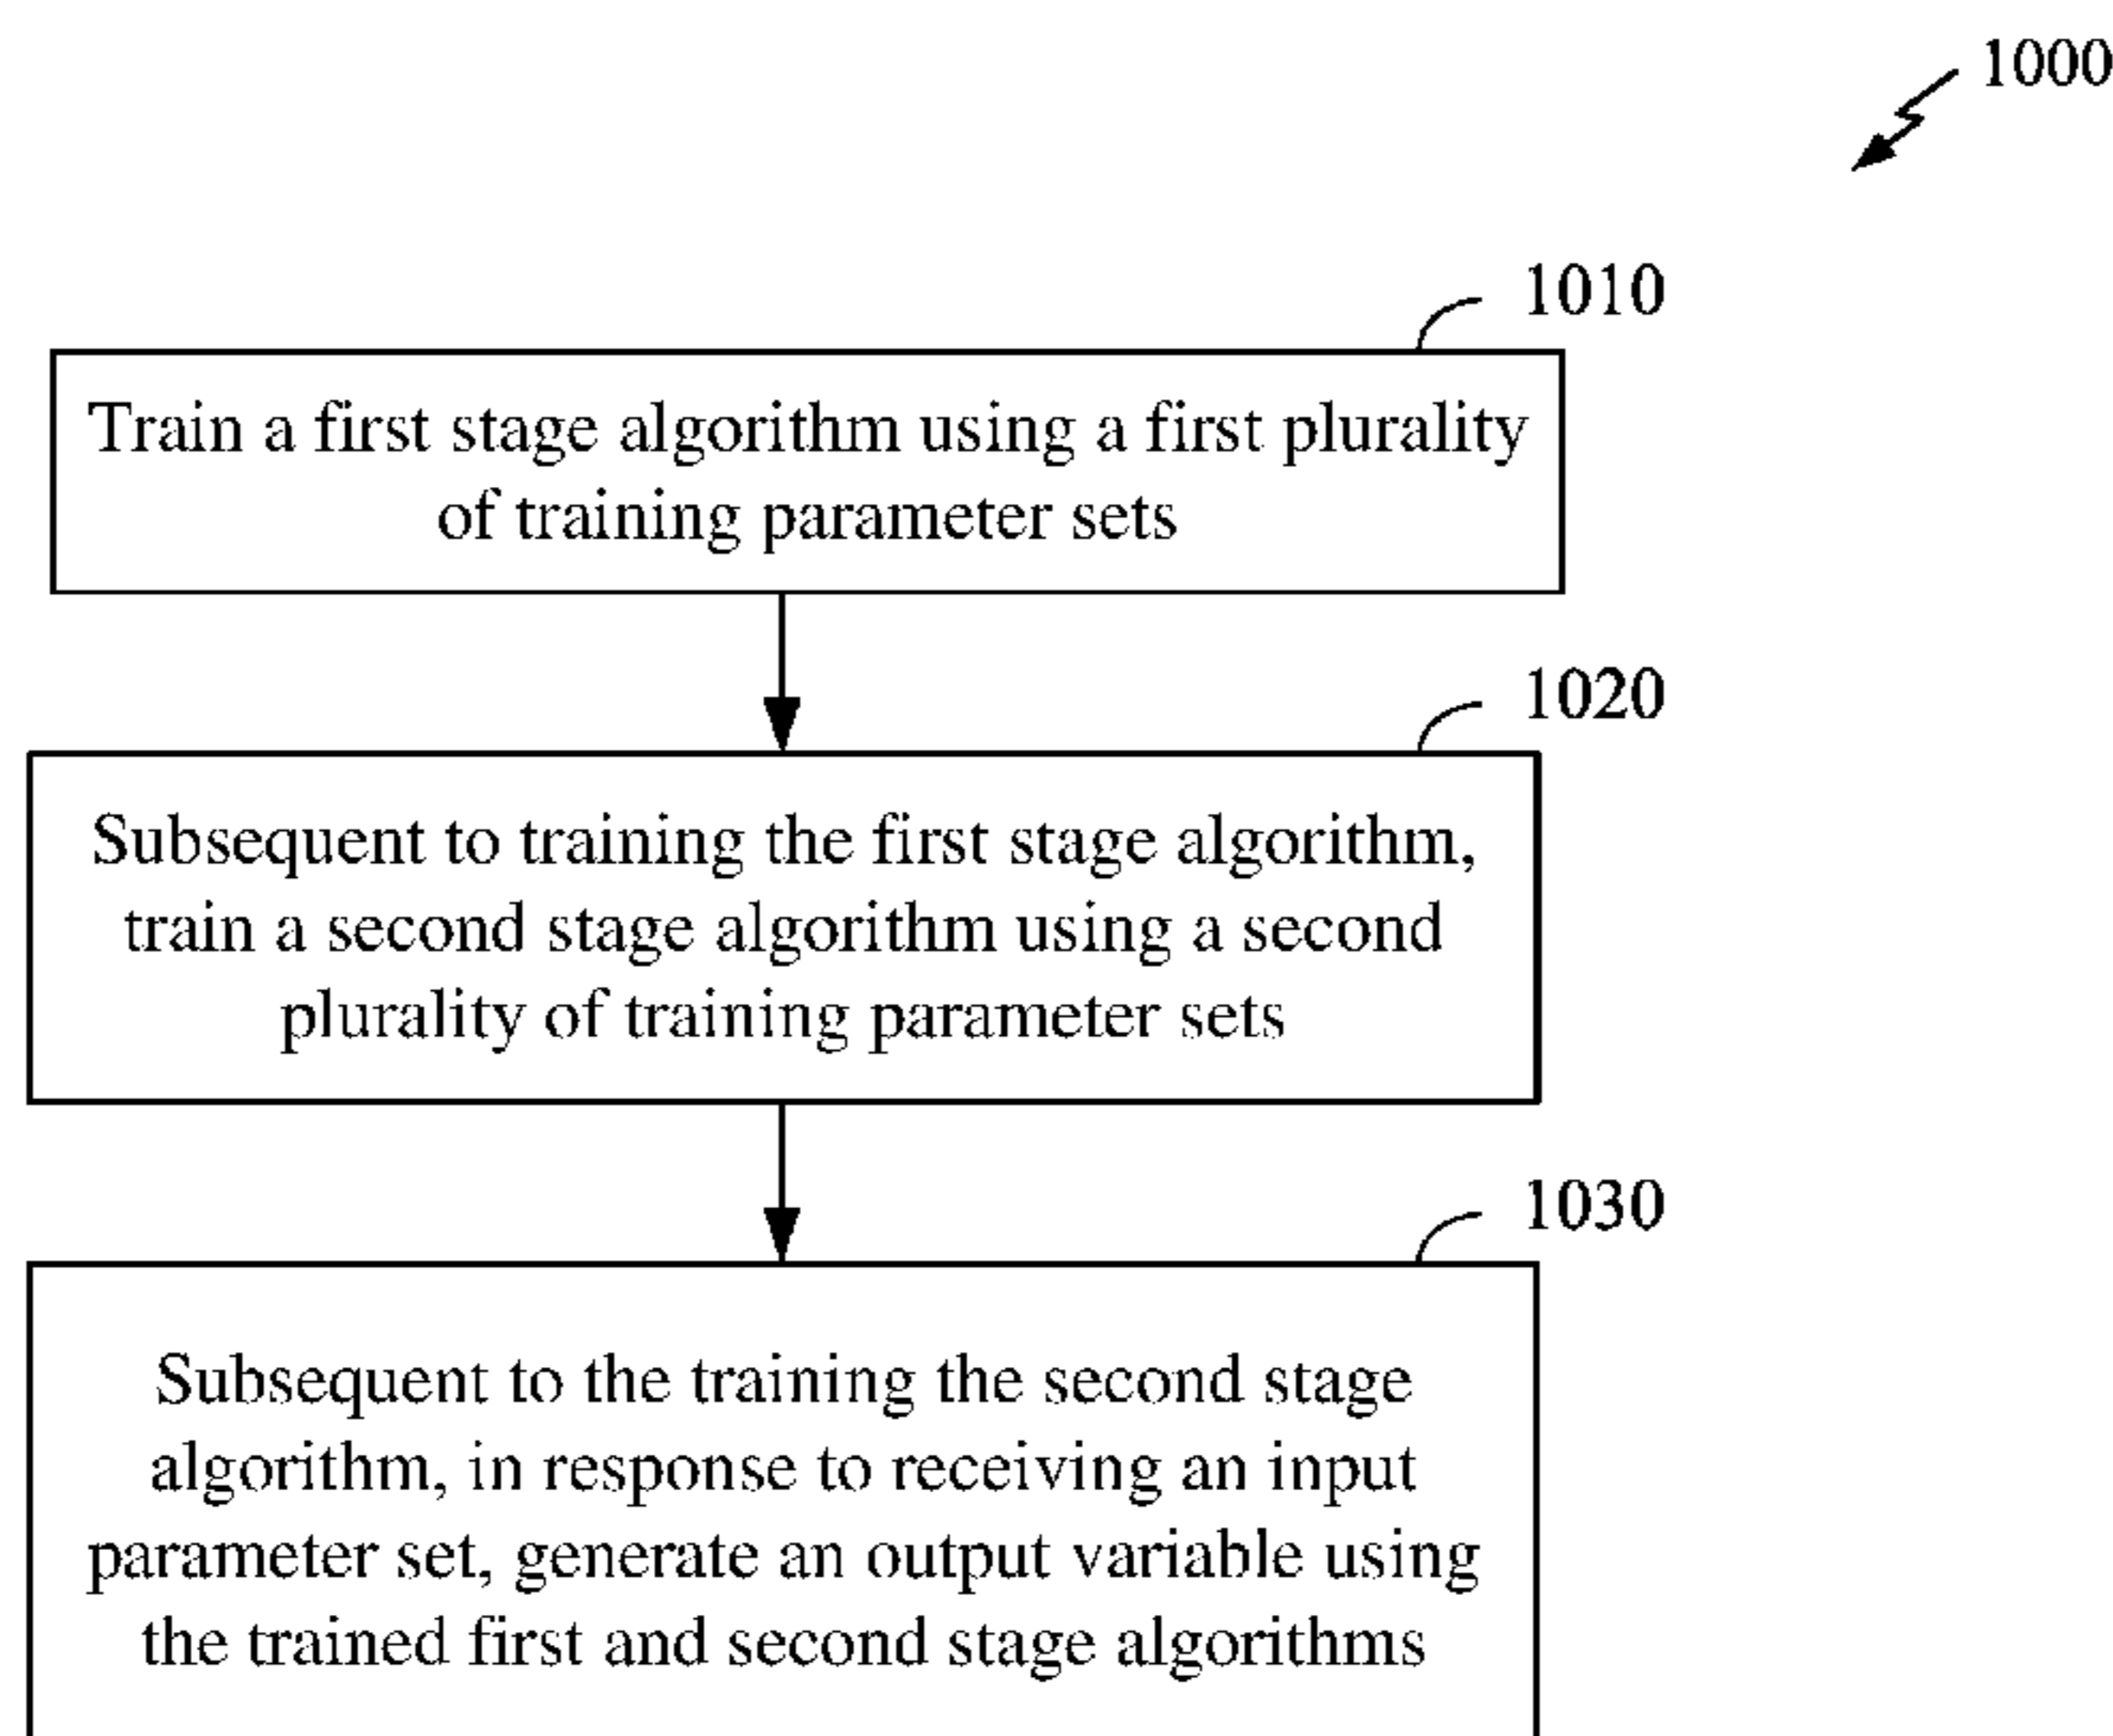 1000
1010
Train a first stage algorithm using a first plurality
of training parameter sets
1020
Subsequent to training the first stage algorithm,
train a second stage algorithm using a second
plurality of training parameter sets
1030
Subsequent to the training the second stage
algorithm, in response to receiving an input
parameter set, generate an output variable using
the trained first and second stage algorithms